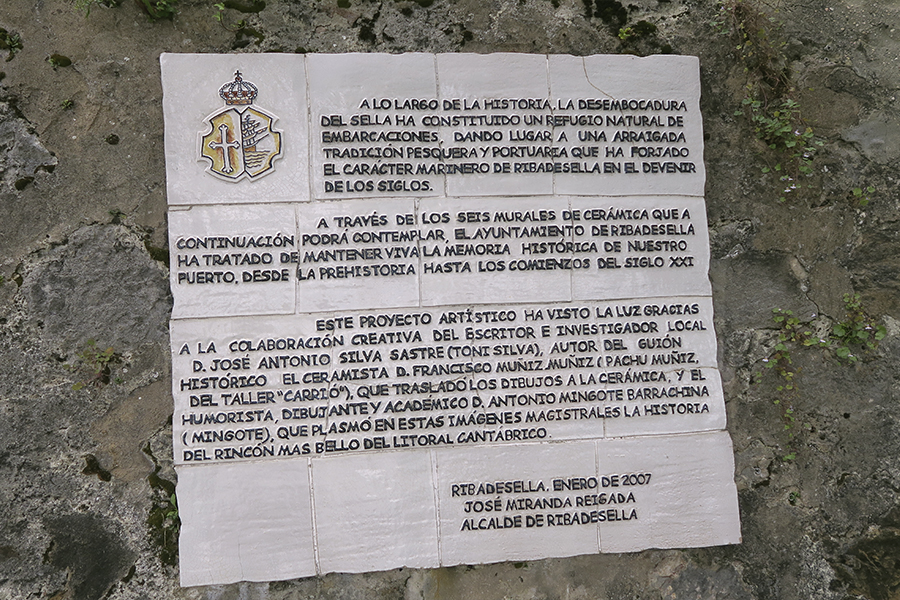 A LO LARGO DE LA HISTORIA, LA DESEMBOCADURA
DEL SELLA HA CONSTITUIDO UN REFUGIO NATURAL DE
EMBARCACIONES, DANDO LUGAR A UNA ARRAIGADA
TRADICIÓN PESQUERA Y PORTUARIA QUE HA FORJADO
EL CARÁCTER MARINERO DE RIBADESELLA EN EL DEVENIR
DE LOS SIGLOS.
A TRAVÉS DE LOS SEIS MURALES DE CERÁMICA QUE A
CONTINUACIÓN PODRÁ CONTEMPLAR, EL AYUNTAMIENTO DE RIBADESELLA
HA TRATADO DE MANTENER VIVA LA MEMORIA HISTÓRICA DE NUESTRO
PUERTO, DESDE LA PREHISTORIA HASTA LOS COMIENZOS DEL SIGLO XXI
ESTE PROYECTO ARTÍSTICO HA VISTO LA LUZ GRACIAS
A LA COLABORACIÓN CREATIVA DEL ESCRITOR E INVESTIGADOR LOCAL
D. JOSÉ ANTONIO SILVA SASTRE (TONI SILVA), AUTOR DEL GUIÓN
HISTÓRICO EL CERAMISTA D. FRANCISCO MUÑIZ MUÑIZ (PACHU MUÑIZ,
DEL TALLER "CARRIÓ"), QUE TRASLADÓ LOS DIBUJOS A LA CERÁMICA, Y EL
HUMORISTA, DIBUJANTE Y ACADÉMICO D. ANTONIO MINGOTE BARRACHINA
(MINGOTE), QUE PLASMÓ EN ESTAS IMÁGENES MAGISTRALES LA HISTORIA
DEL RINCÓN MAS BELLO DEL LITORAL CANTÁBRICO.
RIBADESELLA, ENERO DE 2007
JOSÉ MIRANDA REIGADA
ALCALDE DE RIBADESELLA